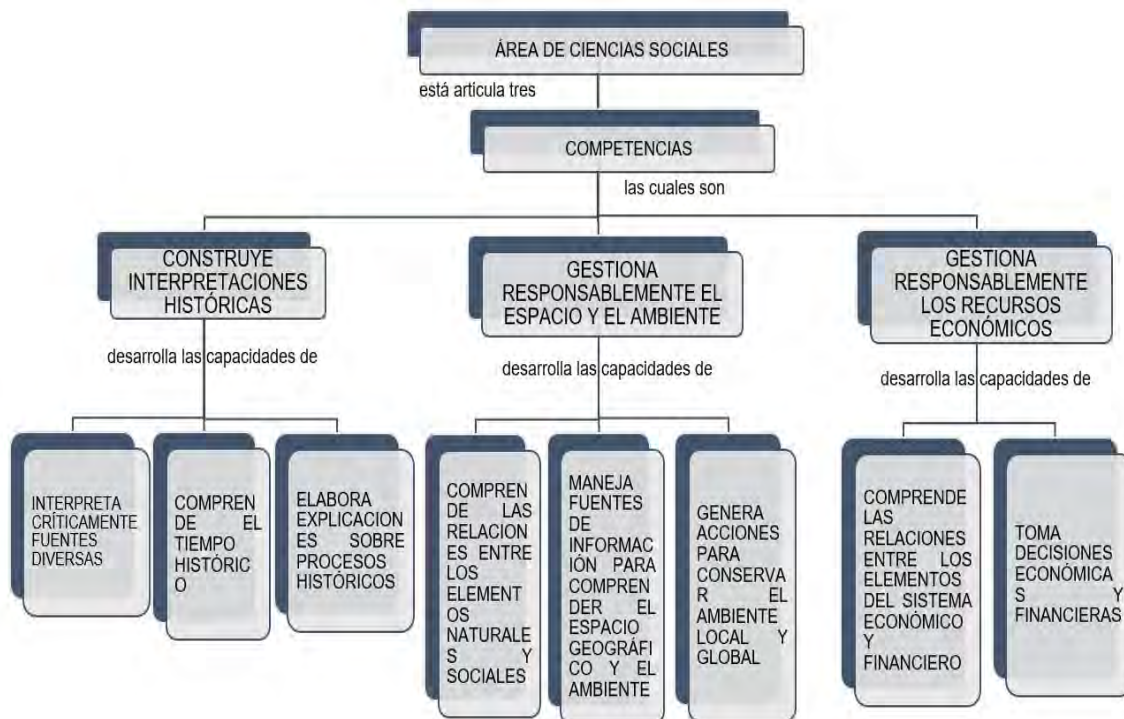 ÁREA DE CIENCIAS SOCIALES
está articula tres
COMPETENCIAS
las cuales son
CONSTRUYE
INTERPRETACIONES
HISTÓRICAS
GESTIONA
RESPONSABLEMENTE EL
ESPACIO Y EL AMBIENTE
GESTIONA
RESPONSABLEMENTE
LOS RECURSOS
ECONÓMICOS
desarrolla las capacidades de
desarrolla las capacidades de
desarrolla las capacidades de
INTERPRETA
CRÍTICAMENTE
FUENTES
DIVERSAS
COMPREN
DE EL
TIEMPO
HISTÓRIC
O
ELABORA
EXPLICACION
ES SOBRE
PROCESOS
HISTÓRICOS
COMPREN
DE LAS
RELACION
ES ENTRE
LOS
ELEMENT
OS
NATURALE
S Y
SOCIALES
MANEJA
FUENTES
DE
INFORMAC
IÓN PARA
COMPREN
DER EL
ESPACIO
GEOGRÁFI
CO Y EL
AMBIENTE
GENERA
ACCIONES
PARA
CONSERVA
R EL
AMBIENTE
LOCAL Y
GLOBAL
COMPRENDE
LAS
RELACIONES
ENTRE LOS
ELEMENTOS
DEL SISTEMA
ECONÓMICO
Y
FINANCIERO
TOMA
DECISIONES
ECONÓMICA
S Y
FINANCIERAS